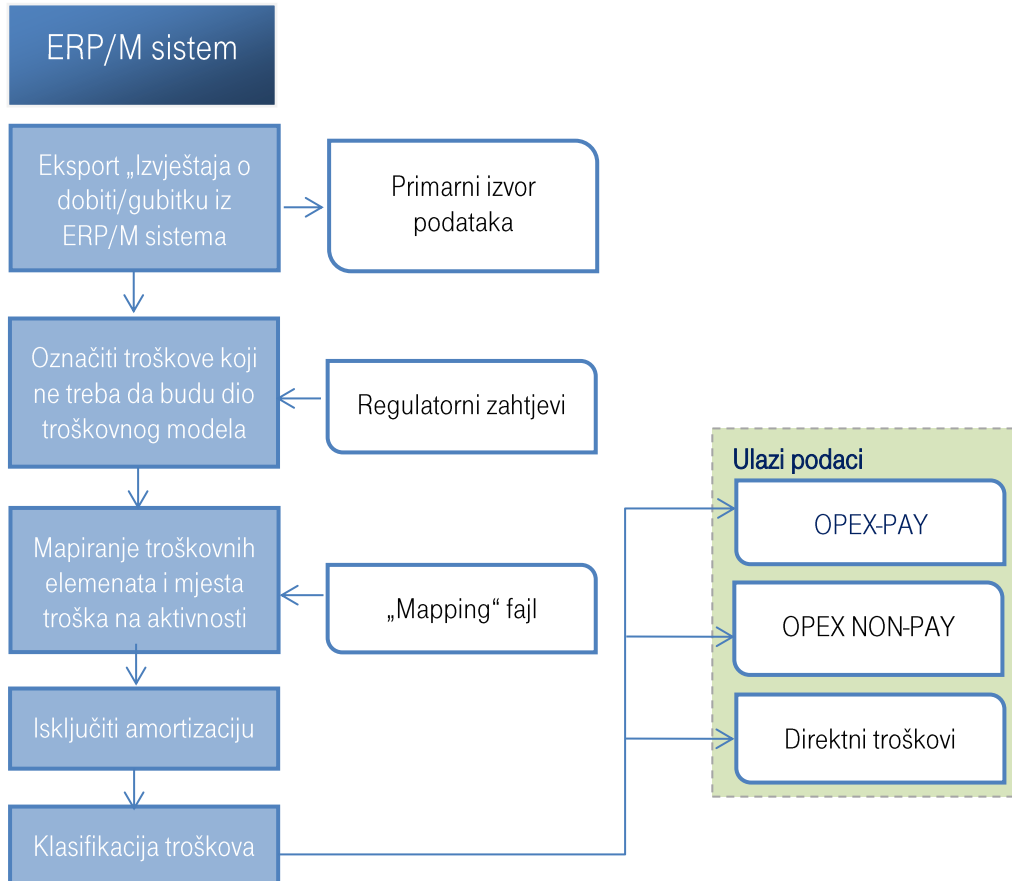 ERP/M sistem
Eksport „Izvještaja o
dobiti/gubitku iz
ERP/M sistema
Primarni izvor
podataka
Označiti troškove koji
ne treba da budu dio
troškovnog modela
Regulatorni zahtjevi
Mapiranje troškovnih
elemenata i mjesta
troška na aktivnosti
„Mapping“ fajl
Isključiti amortizaciju
Klasifikacija troškova
Ulazi podaci
OPEX-PAY
OPEX NON-PAY
Direktni troškovi